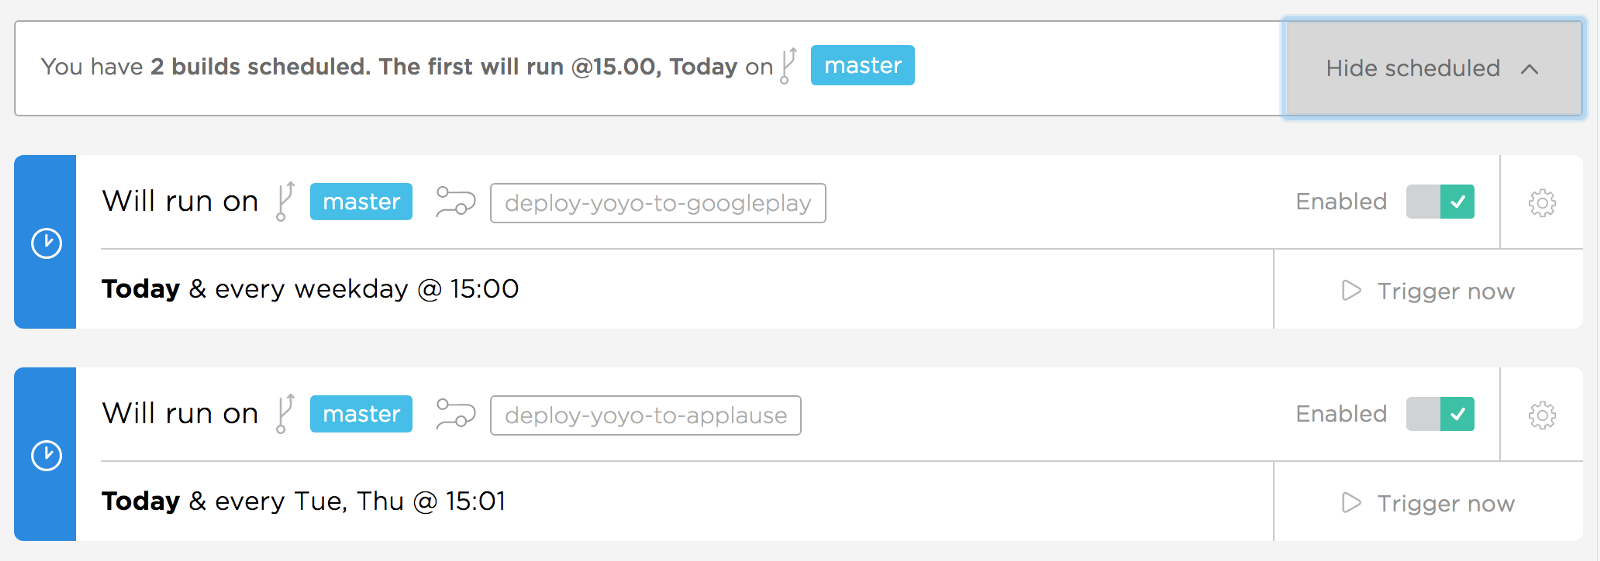 You have 2 builds scheduled. The first will run @15.00, Today on master
Hide scheduled
Will run on master deploy-yoyo-to-googleplay
Enabled
Today & every weekday @ 15:00
Trigger now
Will run on master deploy-yoyo-to-applause
Enabled
Today & every Tue, Thu @ 15:01
Trigger now